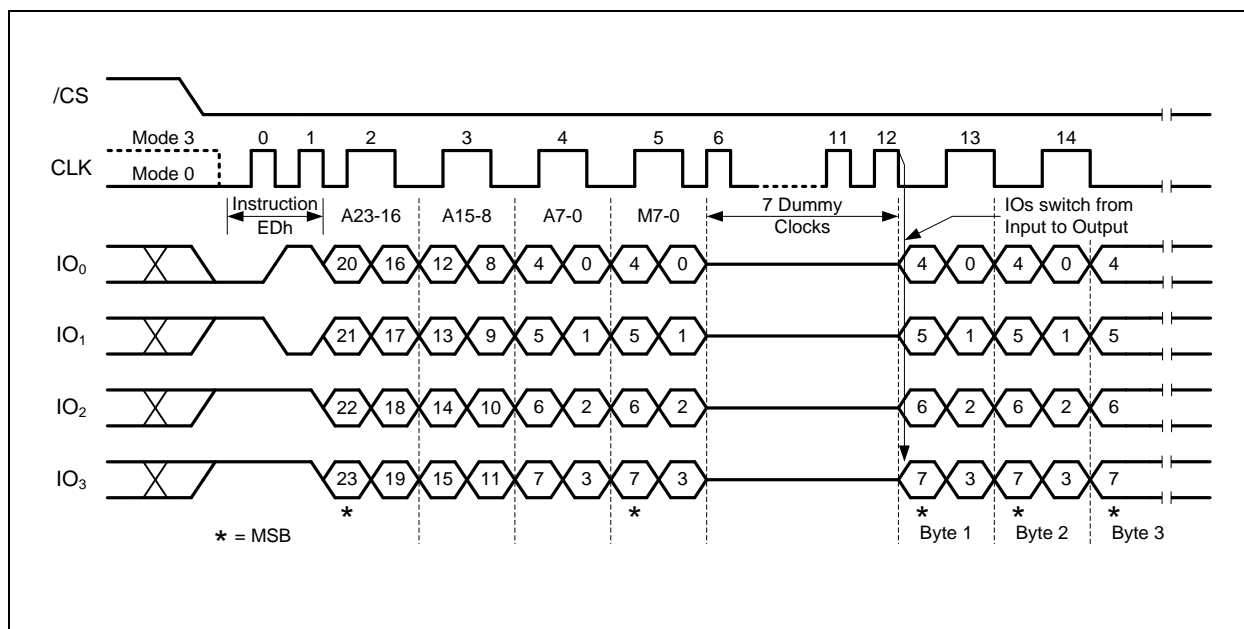 /CS
Mode 3 0 1 2 3 4 5 6 11 12 13 14
CLK
Mode 0
Instruction A23-16 A15-8 A7-0 M7-0 7 Dummy IOs switch from
EDh Clocks Input to Output
IO0 20 16 12 8 4 0 4 0 4 0 4 0 4
IO1 21 17 13 9 5 1 5 1 5 1 5 1 5
IO2 22 18 14 10 6 2 6 2 6 2 6 2 6
IO3 23 19 15 11 7 3 7 3 7 3 7 3 7
* * * * *
* = MSB Byte 1 Byte 2 Byte 3